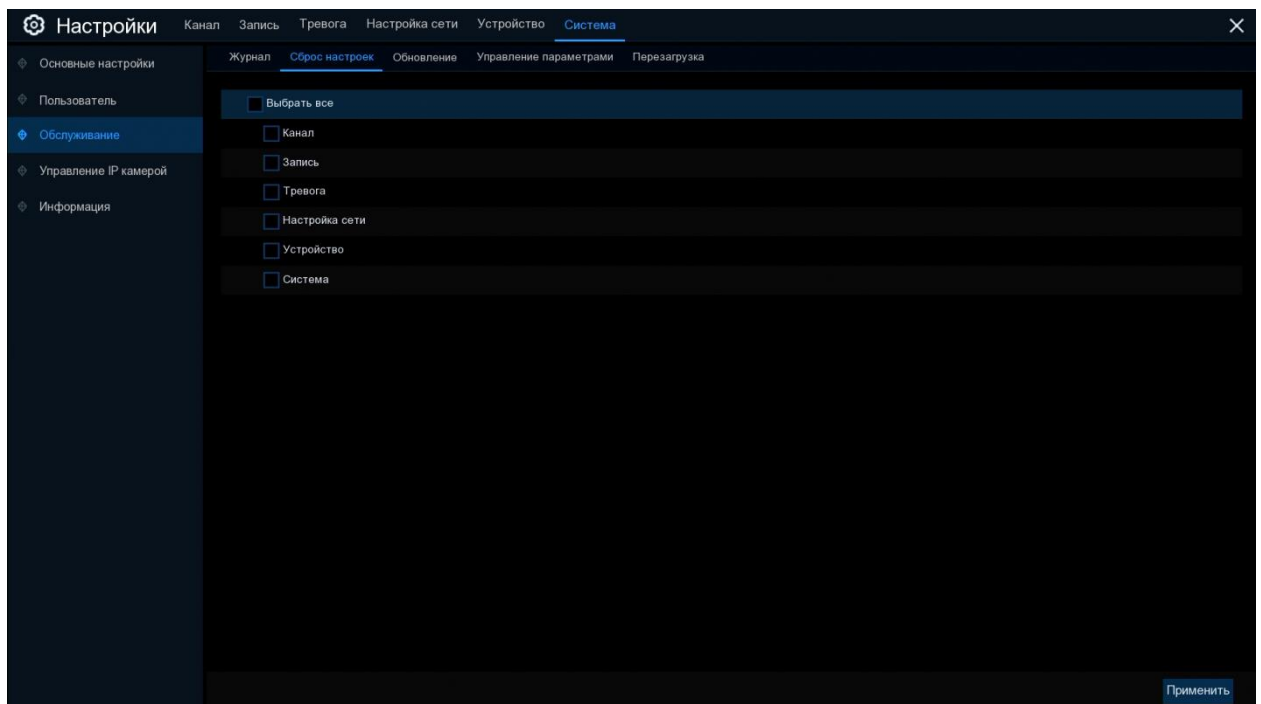 Настройки Канал Запись Тревога Настройка сети Устройство Система
Журнал Сброс настроек Обновление Управление параметрами Перезагрузка
Основные настройки
Пользователь
Обслуживание
Управление IP камерой
Информация
Выбрать все
Канал
Запись
Тревога
Настройка сети
Устройство
Система
Применить